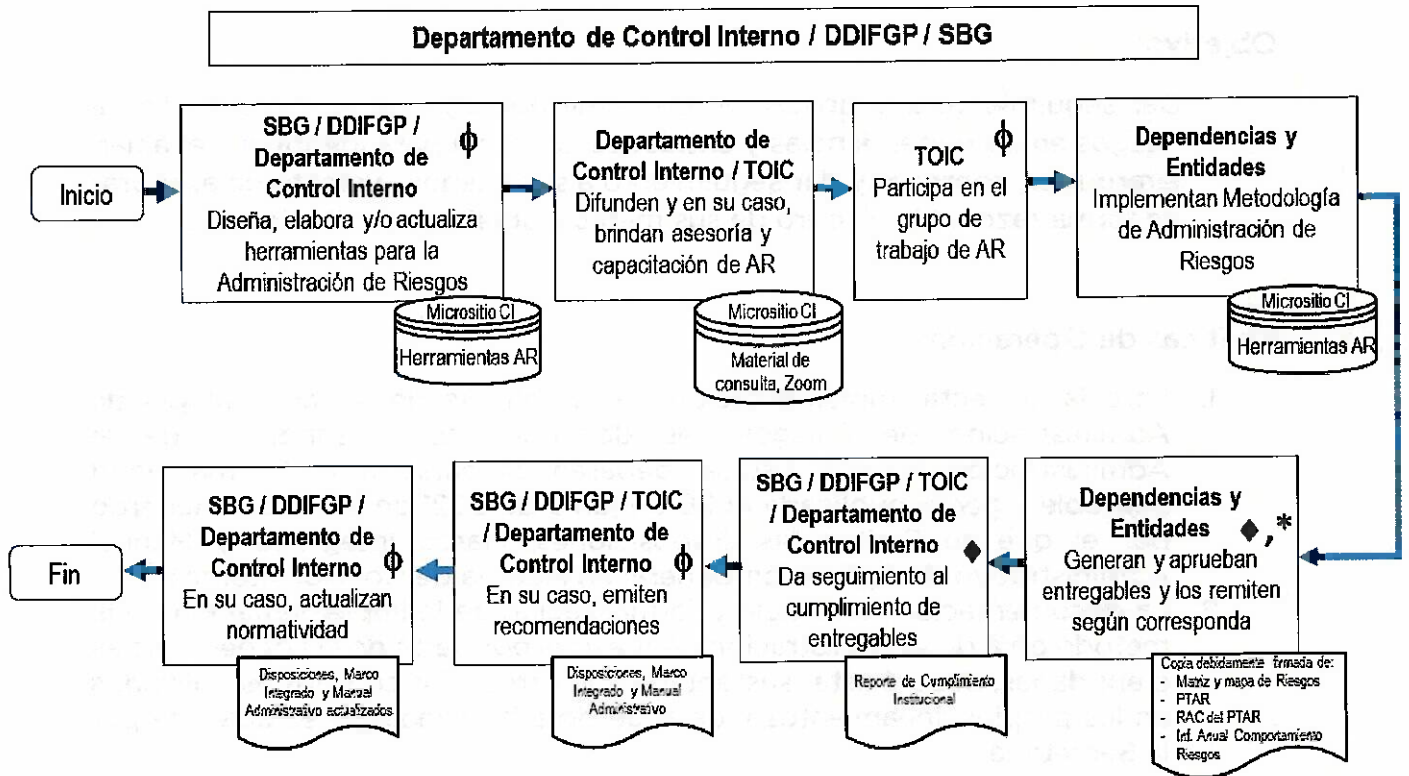 Departamento de Control Interno / DDIFGP / SBG
Inicio
SBG / DDIFGP /
Departamento de
Control Interno
ϕ
Diseña, elabora y/o actualiza
herramientas para la
Administración de Riesgos
Micrositio CI
Herramientas AR
Departamento de
Control Interno / TOIC
Difunden y en su caso,
brindan asesoría y
capacitación de AR
Micrositio CI
Material de
consulta, Zoom
TOIC
ϕ
Participa en el
grupo de
trabajo de AR
Dependencias y
Entidades
Implementan Metodología
de Administración de
Riesgos
Micrositio CI
Herramientas AR
Dependencias y
Entidades ♦,*
Generan y aprueban
entregables y los remiten
según corresponda
Copia debidamente firmada de:
- Matriz y mapa de Riesgos
- PTAR
- RAC del PTAR
- Inf. Anual Comportamiento
Riesgos
SBG / DDIFGP / TOIC
/ Departamento de
Control Interno ♦
Da seguimiento al
cumplimiento de
entregables
Reporte de Cumplimiento
Institucional
SBG / DDIFGP / TOIC
/ Departamento de
Control Interno ϕ
En su caso, emiten
recomendaciones
Disposiciones, Marco
Integrado y Manual
Administrativo
SBG / DDIFGP /
Departamento de
Control Interno ϕ
En su caso, actualizan
normatividad
Disposiciones, Marco
Integrado y Manual
Administrativo actualizados
Fin